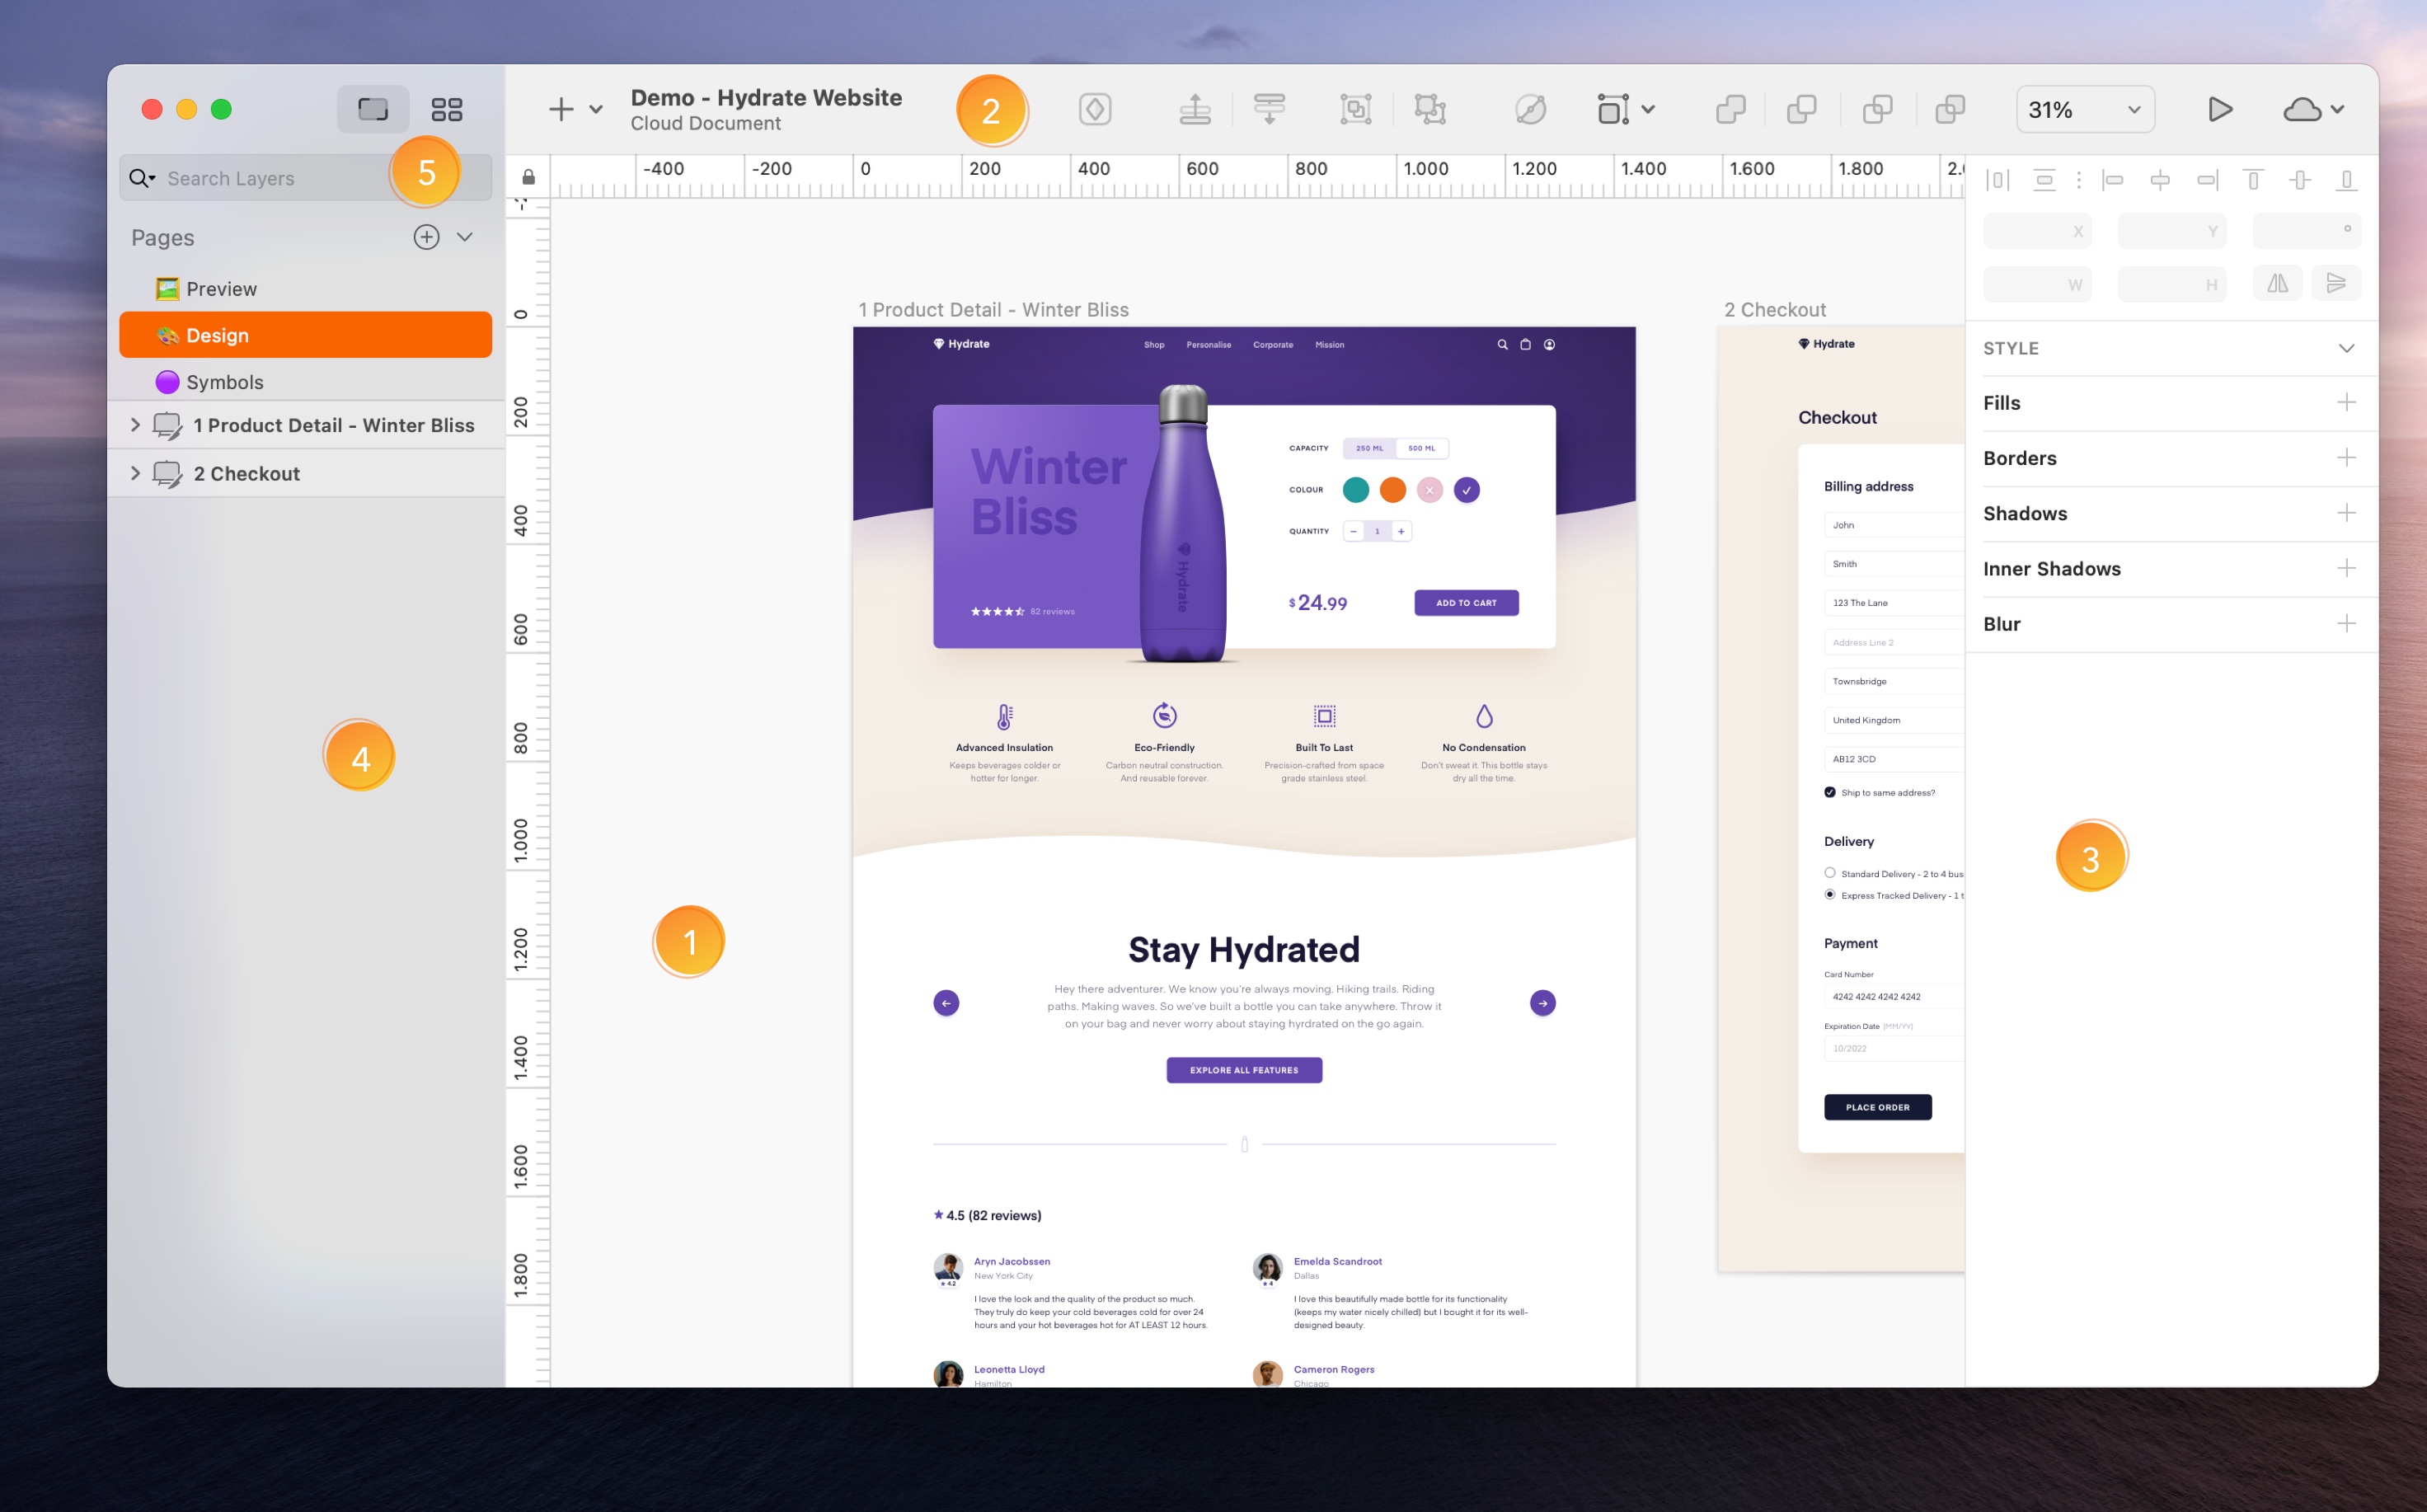 Demo - Hydrate Website
Cloud Document
2
31%
5
Search Layers
Pages
Preview
Design
Symbols
1 Product Detail - Winter Bliss
2 Checkout
4
-400
-200
0
200
400
600
800
1.000
1.200
1.400
1.600
1.800
0
200
400
600
800
1.000
1.200
1.400
1.600
1.800
1
1 Product Detail - Winter Bliss
Hydrate
Shop
Personalise
Corporate
Mission
Winter
Bliss
Hydrate
82 reviews
CAPACITY
250 ML
500 ML
COLOUR
QUANTITY
1
$24.99
ADD TO CART
Advanced Insulation
Keeps beverages colder or
hotter for longer.
Eco-Friendly
Carbon neutral construction.
And reusable forever.
Built To Last
Precision-crafted from space
grade stainless steel.
No Condensation
Don't sweat it. This bottle stays
dry all the time.
Stay Hydrated
Hey there adventurer. We know you're always moving. Hiking trails. Riding
paths. Making waves. So we've built a bottle you can take anywhere. Throw it
on your bag and never worry about staying hyrdrated on the go again.
EXPLORE ALL FEATURES
4.5 (82 reviews)
Aryn Jacobssen
New York City
4.2
I love the look and the quality of the product so much.
They truly do keep your cold beverages cold for over 24
hours and your hot beverages hot for AT LEAST 12 hours.
Emelda Scandroot
Dallas
4
I love this beautifully made bottle for its functionality
(keeps my water nicely chilled) but I bought it for its well-
designed beauty.
Leonetta Lloyd
Hamilton
Cameron Rogers
Chicago
2 Checkout
Hydrate
Checkout
Billing address
John
Smith
123 The Lane
Address Line 2
Townsbridge
United Kingdom
AB12 3CD
Ship to same address?
Delivery
Standard Delivery - 2 to 4 bus
Express Tracked Delivery - 1 t
Payment
Card Number
4242 4242 4242 4242
Expiration Date (MM/YY)
10/2022
PLACE ORDER
X
Y
°
W
H
STYLE
Fills
Borders
Shadows
Inner Shadows
Blur
3